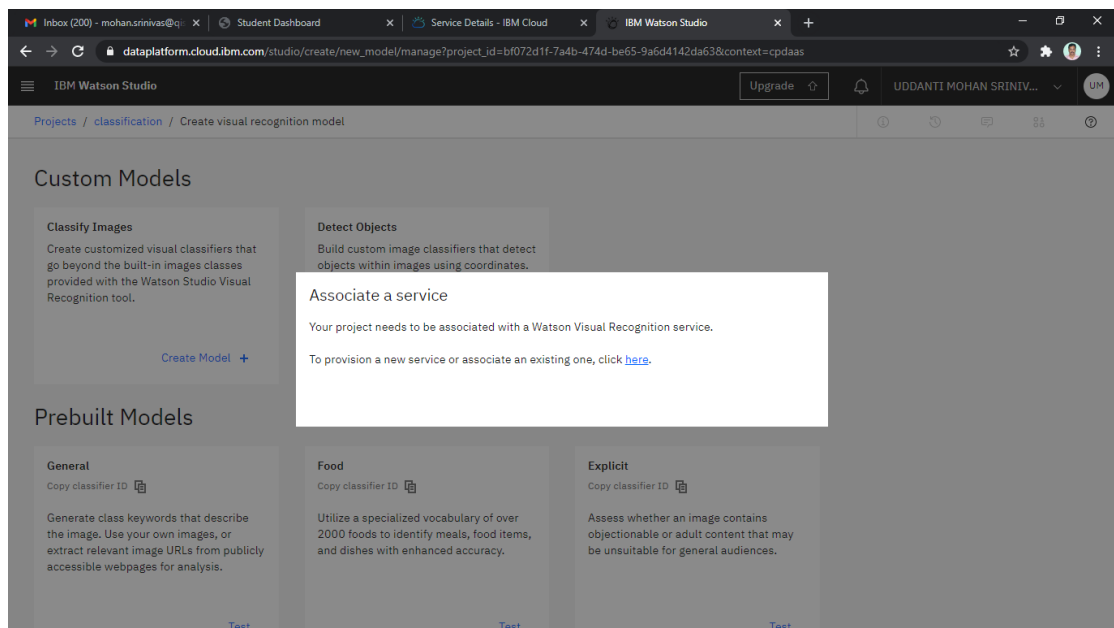 Inbox (200) - mohan.srinivas@qi
Student Dashboard
Service Details - IBM Cloud
IBM Watson Studio
dataplatform.cloud.ibm.com/studio/create/new_model/manage?project_id=bf072d1f-7a4b-474d-be65-9a6d4142da63&context=cpdaas
IBM Watson Studio
Upgrade
UDDANTI MOHAN SRINIV...
UM
Projects / classification / Create visual recognition model
Custom Models
Classify Images
Create customized visual classifiers that
go beyond the built-in images classes
provided with the Watson Studio Visual
Recognition tool.
Create Model +
Detect Objects
Build custom image classifiers that detect
objects within images using coordinates.
Associate a service
Your project needs to be associated with a Watson Visual Recognition service.
To provision a new service or associate an existing one, click here.
Prebuilt Models
General
Copy classifier ID
Generate class keywords that describe
the image. Use your own images, or
extract relevant image URLs from publicly
accessible webpages for analysis.
Test
Food
Copy classifier ID
Utilize a specialized vocabulary of over
2000 foods to identify meals, food items,
and dishes with enhanced accuracy.
Test
Explicit
Copy classifier ID
Assess whether an image contains
objectionable or adult content that may
be unsuitable for general audiences.
Test